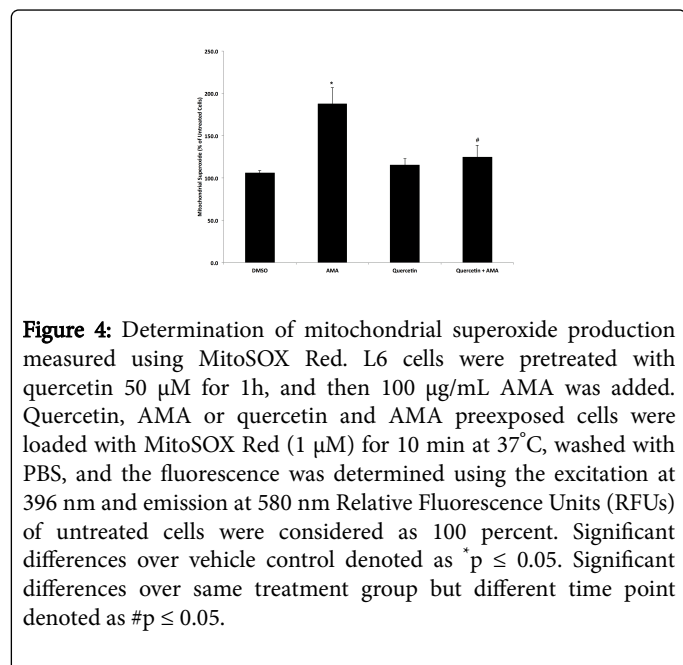 250.0
*
200.0
#
150.0
100.0
50.0
0.0
Mitochondrial Superoxide (% of Untreated Cells)
DMSO AMA Quercetin Quercetin + AMA
Figure 4: Determination of mitochondrial superoxide production
measured using MitoSOX Red. L6 cells were pretreated with
quercetin 50 μM for 1h, and then 100 μg/mL AMA was added.
Quercetin, AMA or quercetin and AMA preexposed cells were
loaded with MitoSOX Red (1 μM) for 10 min at 37°C, washed with
PBS, and the fluorescence was determined using the excitation at
396 nm and emission at 580 nm Relative Fluorescence Units (RFUs)
of untreated cells were considered as 100 percent. Significant
differences over vehicle control denoted as *p ≤ 0.05. Significant
differences over same treatment group but different time point
denoted as #p ≤ 0.05.